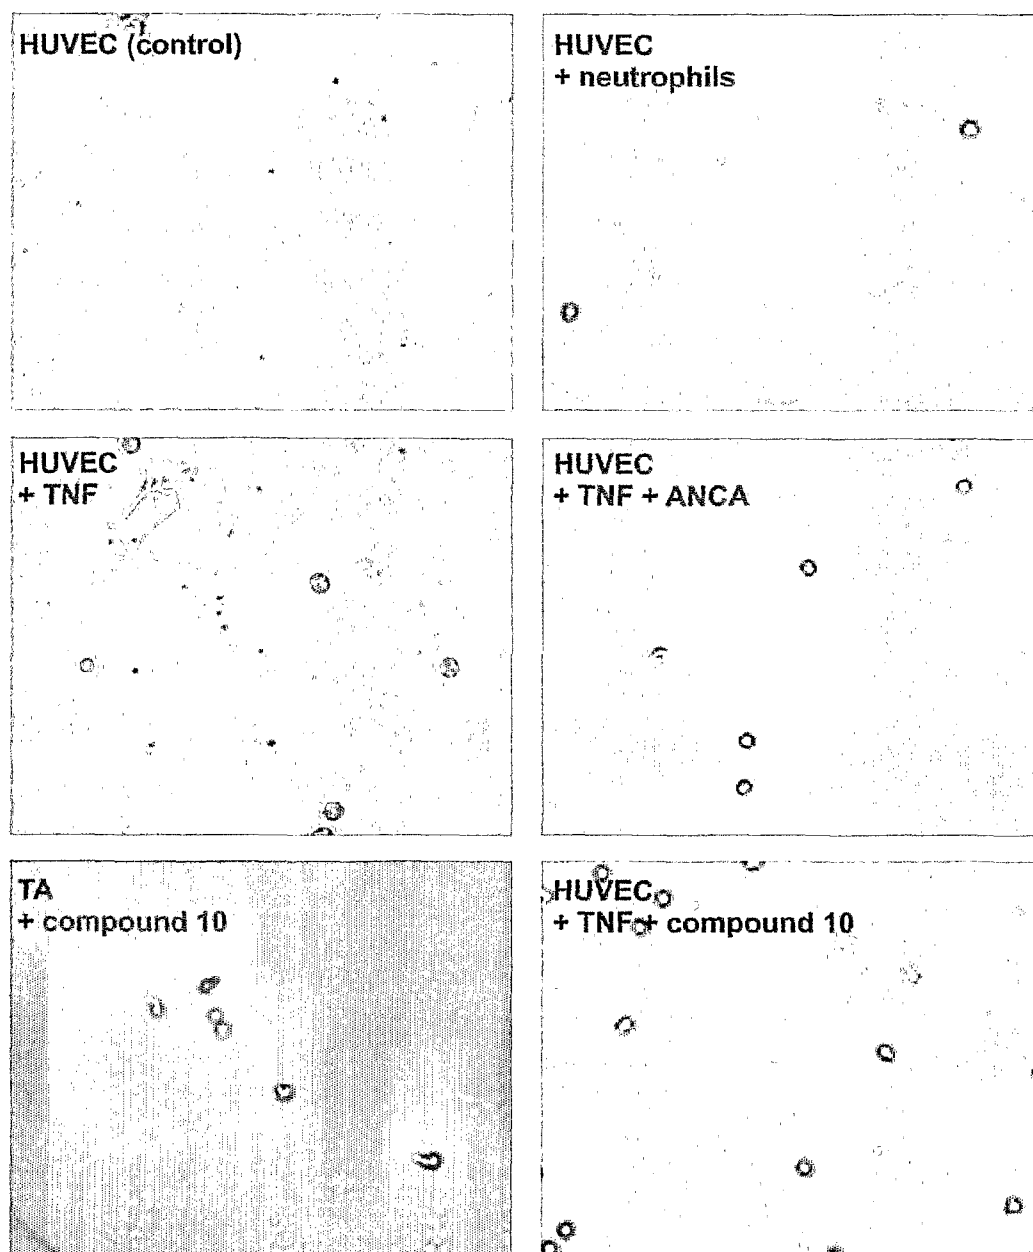 HUVEC (control)
HUVEC
+ neutrophils
HUVEC
+ TNF
HUVEC
+ TNF + ANCA
TA
+ compound 10
HUVEC
+ TNF + compound 10